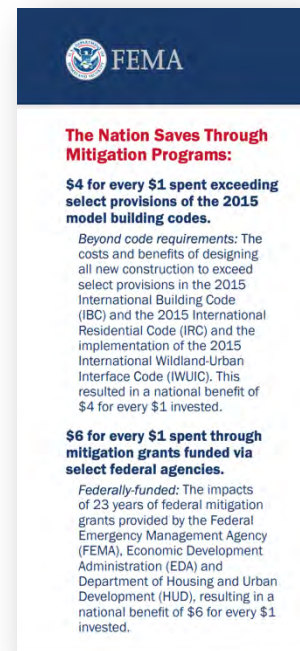 FEMA
The Nation Saves Through
Mitigation Programs:
$4 for every $1 spent exceeding
select provisions of the 2015
model building codes.
Beyond code requirements: The
costs and benefits of designing
all new construction to exceed
select provisions in the 2015
International Building Code
(IBC) and the 2015 International
Residential Code (IRC) and the
implementation of the 2015
International Wildland-Urban
Interface Code (IWUIC). This
resulted in a national benefit of
$4 for every $1 invested.
$6 for every $1 spent through
mitigation grants funded via
select federal agencies.
Federally-funded: The impacts
of 23 years of federal mitigation
grants provided by the Federal
Emergency Management Agency
(FEMA), Economic Development
Administration (EDA) and
Department of Housing and Urban
Development (HUD), resulting in a
national benefit of $6 for every $1
invested.